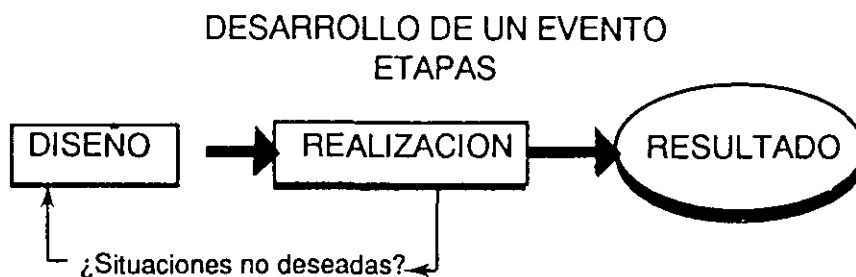 DESARROLLO DE UN EVENTO
ETAPAS
DISEÑO
REALIZACION
RESULTADO
¿Situaciones no deseadas?